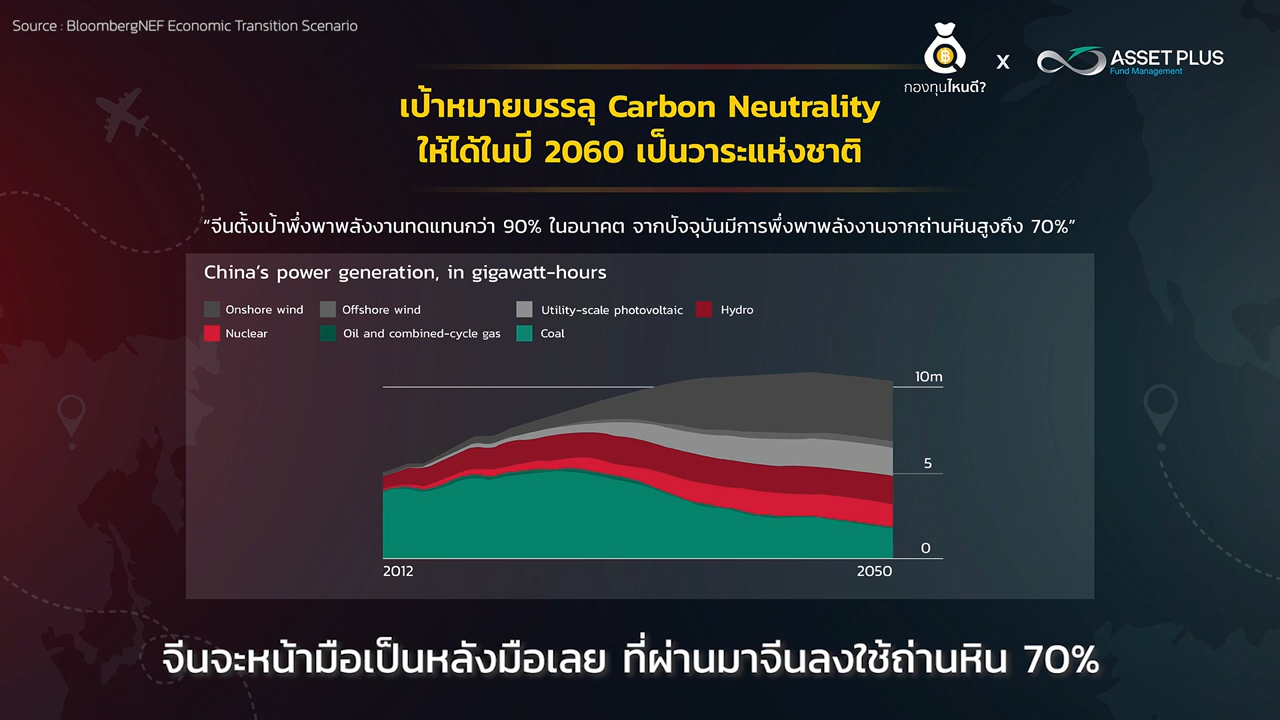 Source : BloombergNEF Economic Transition Scenario
฿
กองทุนไหนดี?
X
ASSET PLUS
Fund Management
เป้าหมายบรรลุ Carbon Neutrality
ให้ได้ในปี 2060 เป็นวาระแห่งชาติ
“จีนตั้งเป้าพึ่งพาพลังงานทดแทนกว่า 90% ในอนาคต จากปัจจุบันมีการพึ่งพาพลังงานจากถ่านหินสูงถึง 70%”
China’s power generation, in gigawatt-hours
Onshore wind Offshore wind Utility-scale photovoltaic Hydro
Nuclear Oil and combined-cycle gas Coal
10m
5
0
2012 2050
จีนจะหน้ามือเป็นหลังมือเลย ที่ผ่านมาจีนลงใช้ถ่านหิน 70%